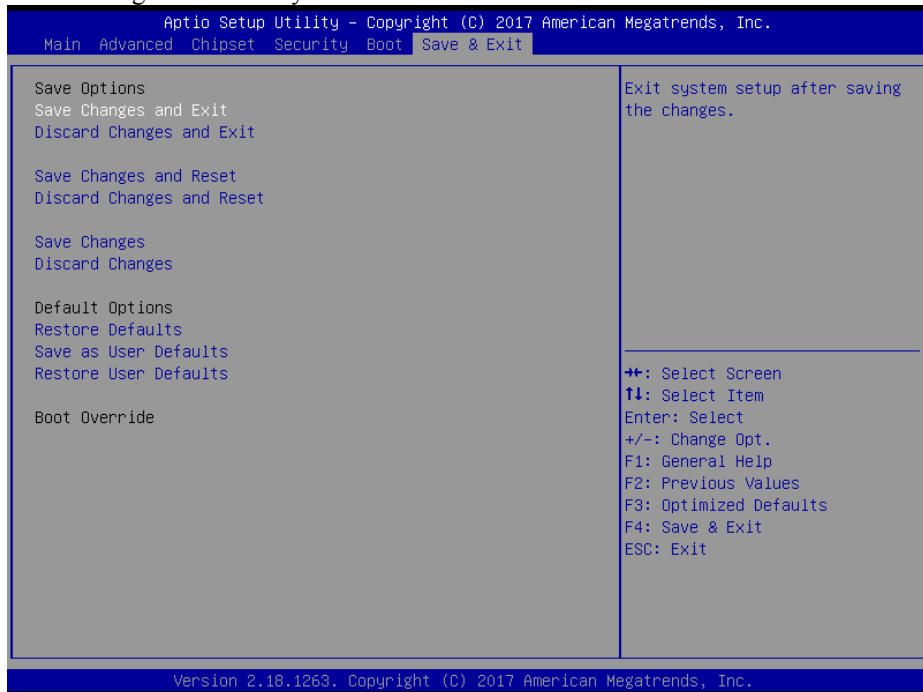 Aptio Setup Utility – Copyright (C) 2017 American Megatrends, Inc.
Main Advanced Chipset Security Boot Save & Exit
Save Options
Save Changes and Exit
Discard Changes and Exit
Save Changes and Reset
Discard Changes and Reset
Save Changes
Discard Changes
Default Options
Restore Defaults
Save as User Defaults
Restore User Defaults
Boot Override
Exit system setup after saving
the changes.
→←: Select Screen
↑↓: Select Item
Enter: Select
+/-: Change Opt.
F1: General Help
F2: Previous Values
F3: Optimized Defaults
F4: Save & Exit
ESC: Exit
Version 2.18.1263. Copyright (C) 2017 American Megatrends, Inc.